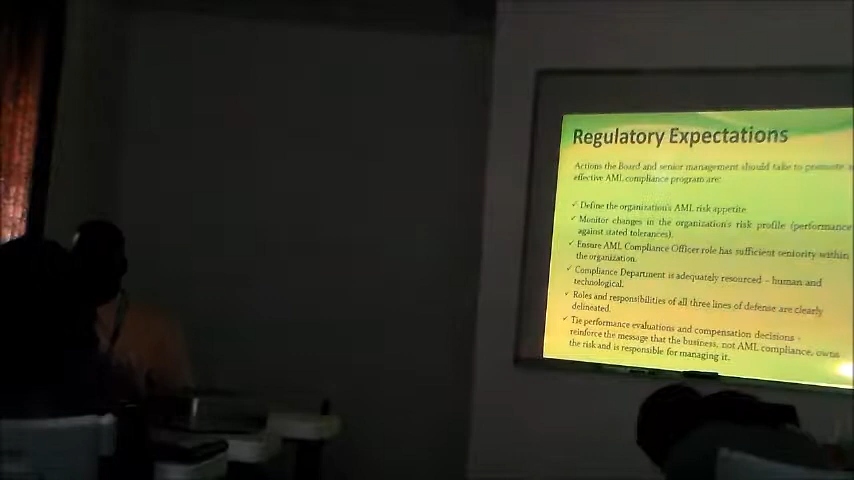 Regulatory Expectations
Actions the Board and senior management should take to promote a
effective AML compliance program are:
✓ Define the organization's AML risk appetite
✓ Monitor changes in the organization's risk profile (performance
against stated tolerances).
✓ Ensure AML Compliance Officer role has sufficient seniority within
the organization.
✓ Compliance Department is adequately resourced – human and
technological.
✓ Roles and responsibilities of all three lines of defense are clearly
delineated.
✓ Tie performance evaluations and compensation decisions -
reinforce the message that the business, not AML compliance, owns
the risk and is responsible for managing it.